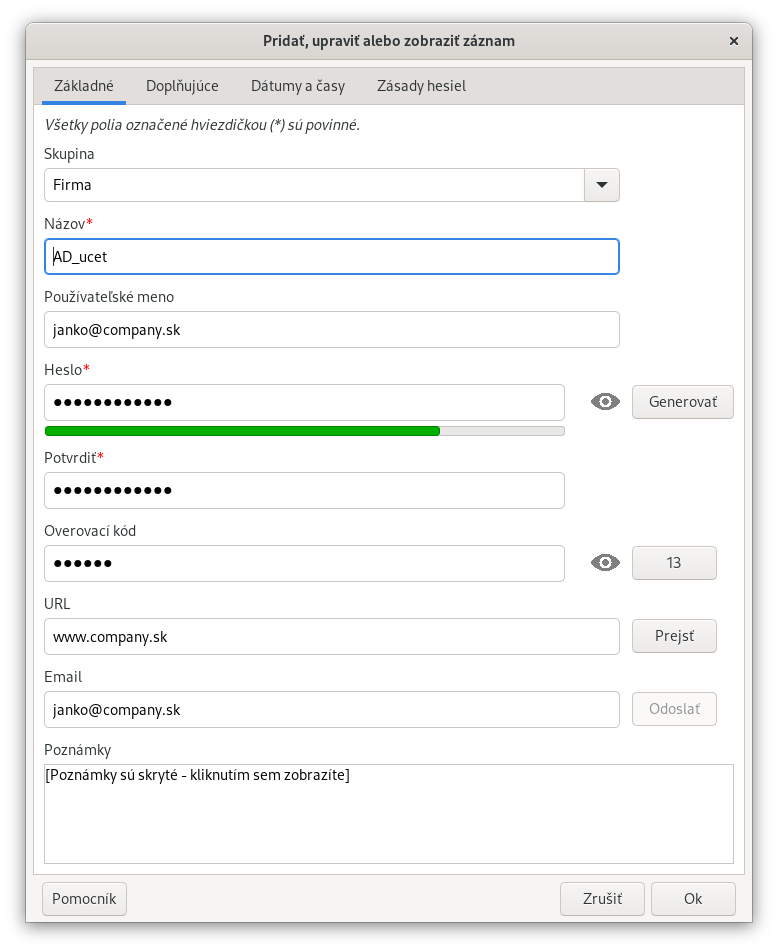 Pridať, upraviť alebo zobraziť záznam
Základné Doplňujúce Dátumy a časy Zásady hesiel
Všetky polia označené hviezdičkou (*) sú povinné.
Skupina
Firma
Názov*
AD_ucet
Používateľské meno
janko@company.sk
Heslo*
●●●●●●●●●●●● Generovať
Potvrdiť*
●●●●●●●●●●●●
Overovací kód
●●●●●● 13
URL
www.company.sk Prejsť
Email
janko@company.sk Odoslať
Poznámky
[Poznámky sú skryté - kliknutím sem zobrazíte]
Pomocník Zrušiť Ok